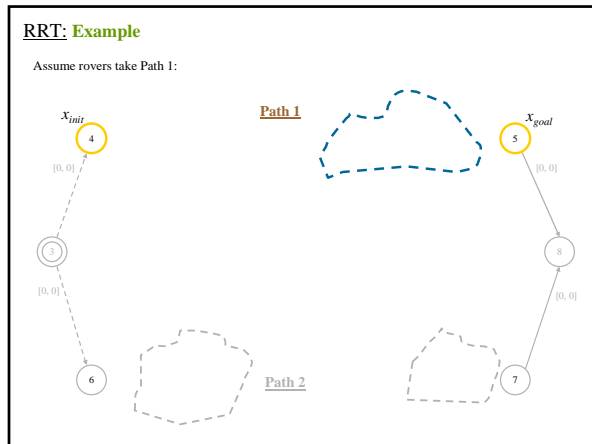 RRT: Example
Assume rovers take Path 1:
Path 1
x_init
x_goal
4
5
[0, 0]
[0, 0]
3
8
[0, 0]
[0, 0]
6
Path 2
7